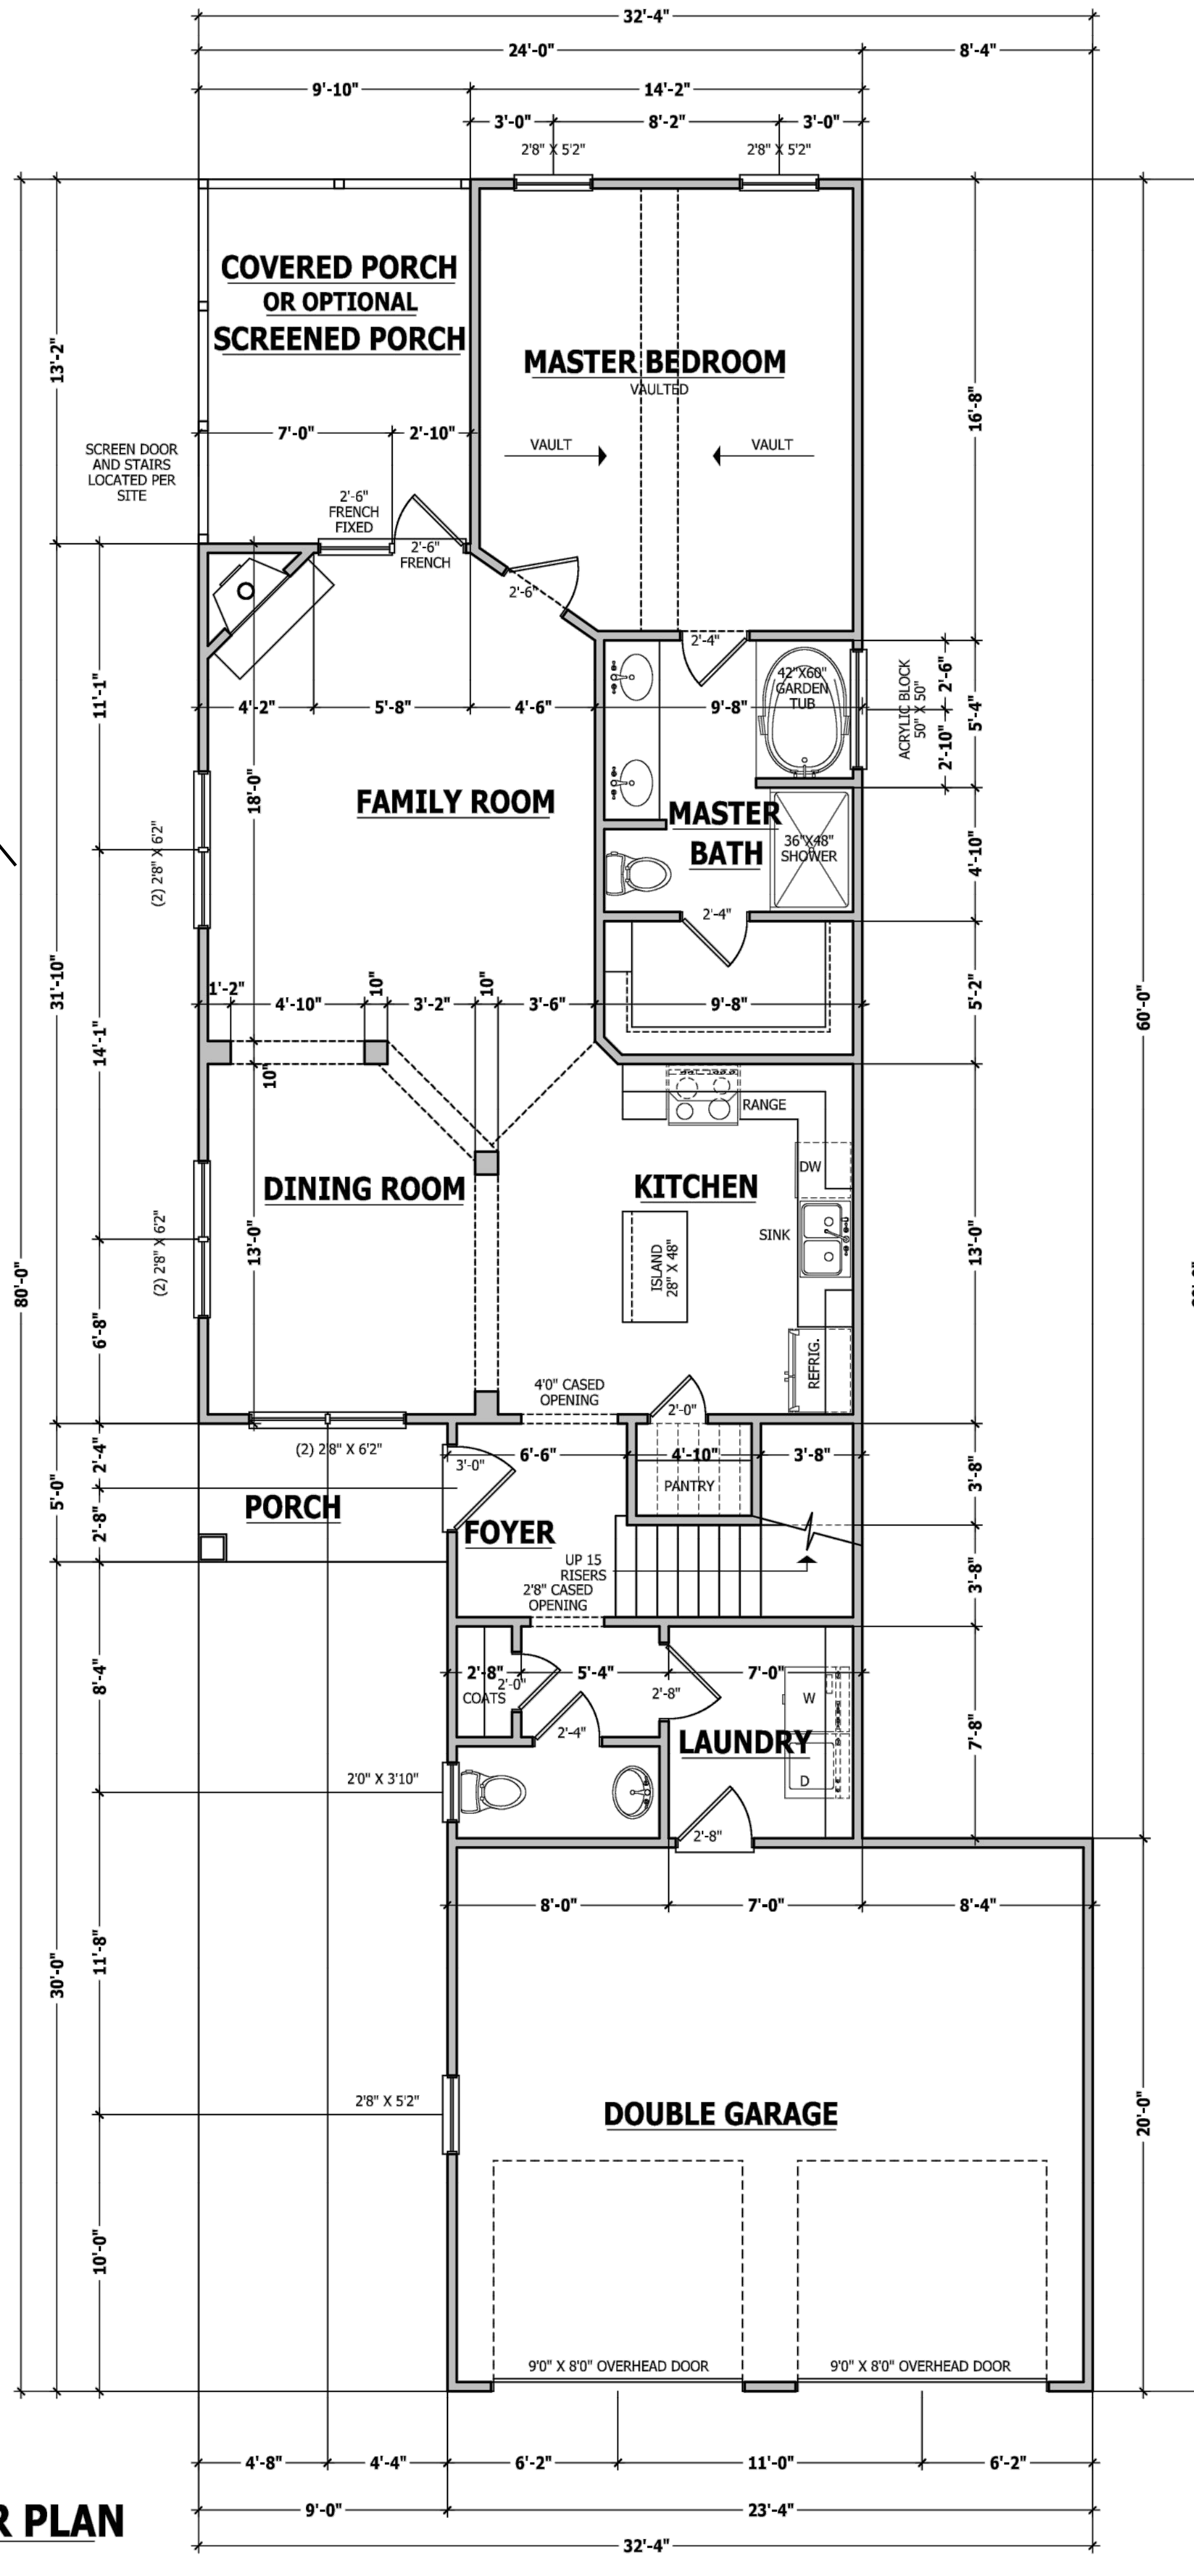 32'-4"
24'-0"
8'-4"
9'-10"
14'-2"
3'-0"
8'-2"
3'-0"
2'8" X 5'2"
2'8" X 5'2"
COVERED PORCH
OR OPTIONAL
SCREENED PORCH
MASTER BEDROOM
VAULTED
VAULT
VAULT
13'-2"
16'-8"
7'-0"
2'-10"
SCREEN DOOR
AND STAIRS
LOCATED PER
SITE
2'-6"
FRENCH
FIXED
2'-6"
FRENCH
2'-6"
2'-4"
42"X60"
GARDEN
TUB
ACRYLIC BLOCK
50" X 50"
2'-6"
2'-10"
5'-4"
11'-1"
4'-2"
5'-8"
4'-6"
9'-8"
18'-0"
FAMILY ROOM
MASTER
BATH
36"X48"
SHOWER
4'-10"
(2) 2'8" X 6'2"
2'-4"
31'-10"
14'-1"
1'-2"
4'-10"
10"
3'-2"
10"
3'-6"
9'-8"
5'-2"
60'-0"
10"
RANGE
DW
DINING ROOM
KITCHEN
SINK
ISLAND
28" X 48"
(2) 2'8" X 6'2"
13'-0"
13'-0"
80'-0"
6'-8"
REFRIG.
4'0" CASED
OPENING
2'-0"
(2) 2'8" X 6'2"
3'-0"
6'-6"
4'-10"
3'-8"
PANTRY
2'-4"
5'-0"
2'-8"
3'-8"
PORCH
FOYER
UP 15
RISERS
2'8" CASED
OPENING
3'-8"
8'-4"
2'-8"
2'-0"
COATS
5'-4"
2'-8"
7'-0"
W
2'-4"
LAUNDRY
7'-8"
D
2'0" X 3'10"
2'-8"
8'-0"
7'-0"
8'-4"
11'-8"
30'-0"
2'8" X 5'2"
DOUBLE GARAGE
20'-0"
10'-0"
9'0" X 8'0" OVERHEAD DOOR
9'0" X 8'0" OVERHEAD DOOR
4'-8"
4'-4"
6'-2"
11'-0"
6'-2"
9'-0"
23'-4"
32'-4"
R PLAN